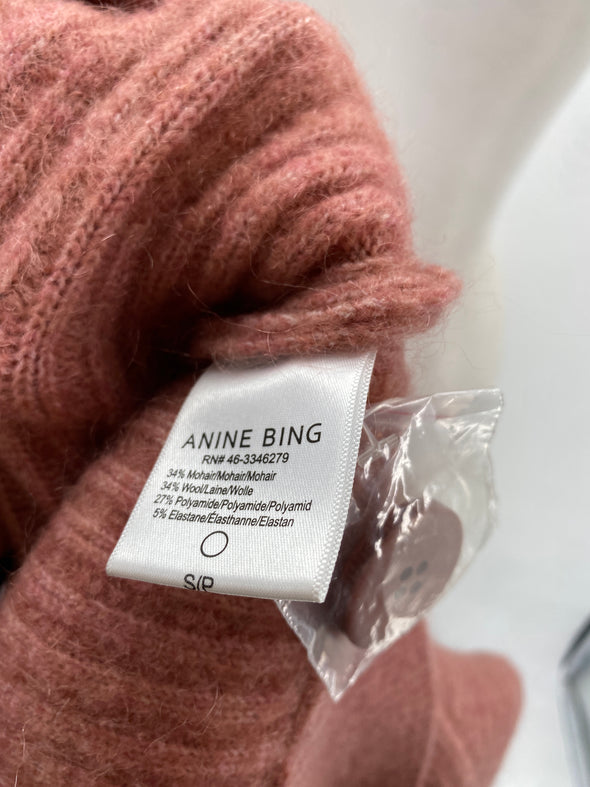 ANINE BING
RN# 46-3346279
34% Mohair/Mohair/Mohair
34% Wool/Laine/Wolle
27% Polyamide/Polyamide/Polyamid
5% Elastane/Élasthanne/Elastan
S/P